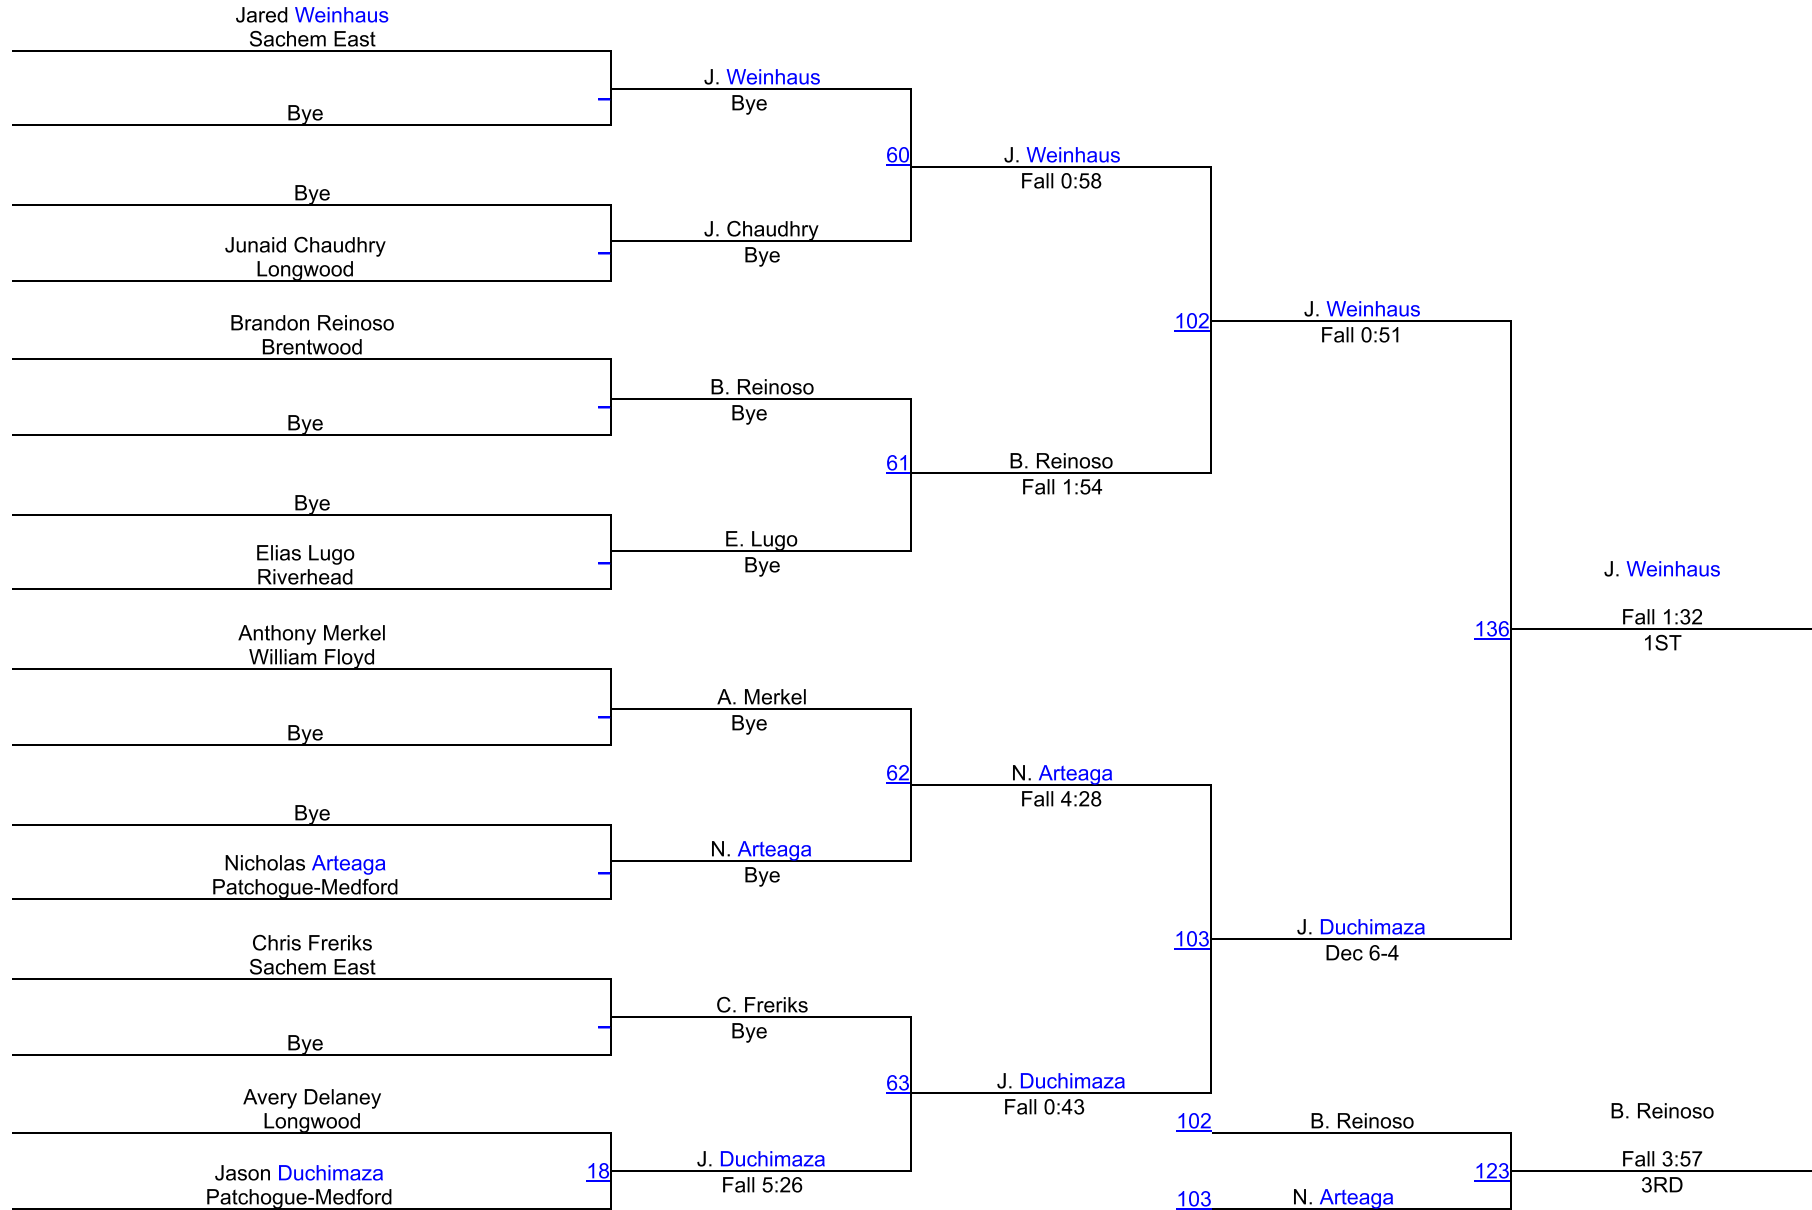 Jared Weinhaus
Sachem East
Bye
J. Weinhaus
Bye
Bye
Junaid Chaudhry
Longwood
J. Chaudhry
Bye
60
J. Weinhaus
Fall 0:58
Brandon Reinoso
Brentwood
Bye
B. Reinoso
Bye
Bye
Elias Lugo
Riverhead
E. Lugo
Bye
61
B. Reinoso
Fall 1:54
102
J. Weinhaus
Fall 0:51
Anthony Merkel
William Floyd
Bye
A. Merkel
Bye
Bye
Nicholas Arteaga
Patchogue-Medford
N. Arteaga
Bye
62
N. Arteaga
Fall 4:28
Chris Freriks
Sachem East
Bye
C. Freriks
Bye
Avery Delaney
Longwood
Jason Duchimaza
Patchogue-Medford
18
J. Duchimaza
Fall 5:26
63
J. Duchimaza
Fall 0:43
103
J. Duchimaza
Dec 6-4
136
J. Weinhaus
Fall 1:32
1ST
102
B. Reinoso
103
N. Arteaga
123
B. Reinoso
Fall 3:57
3RD